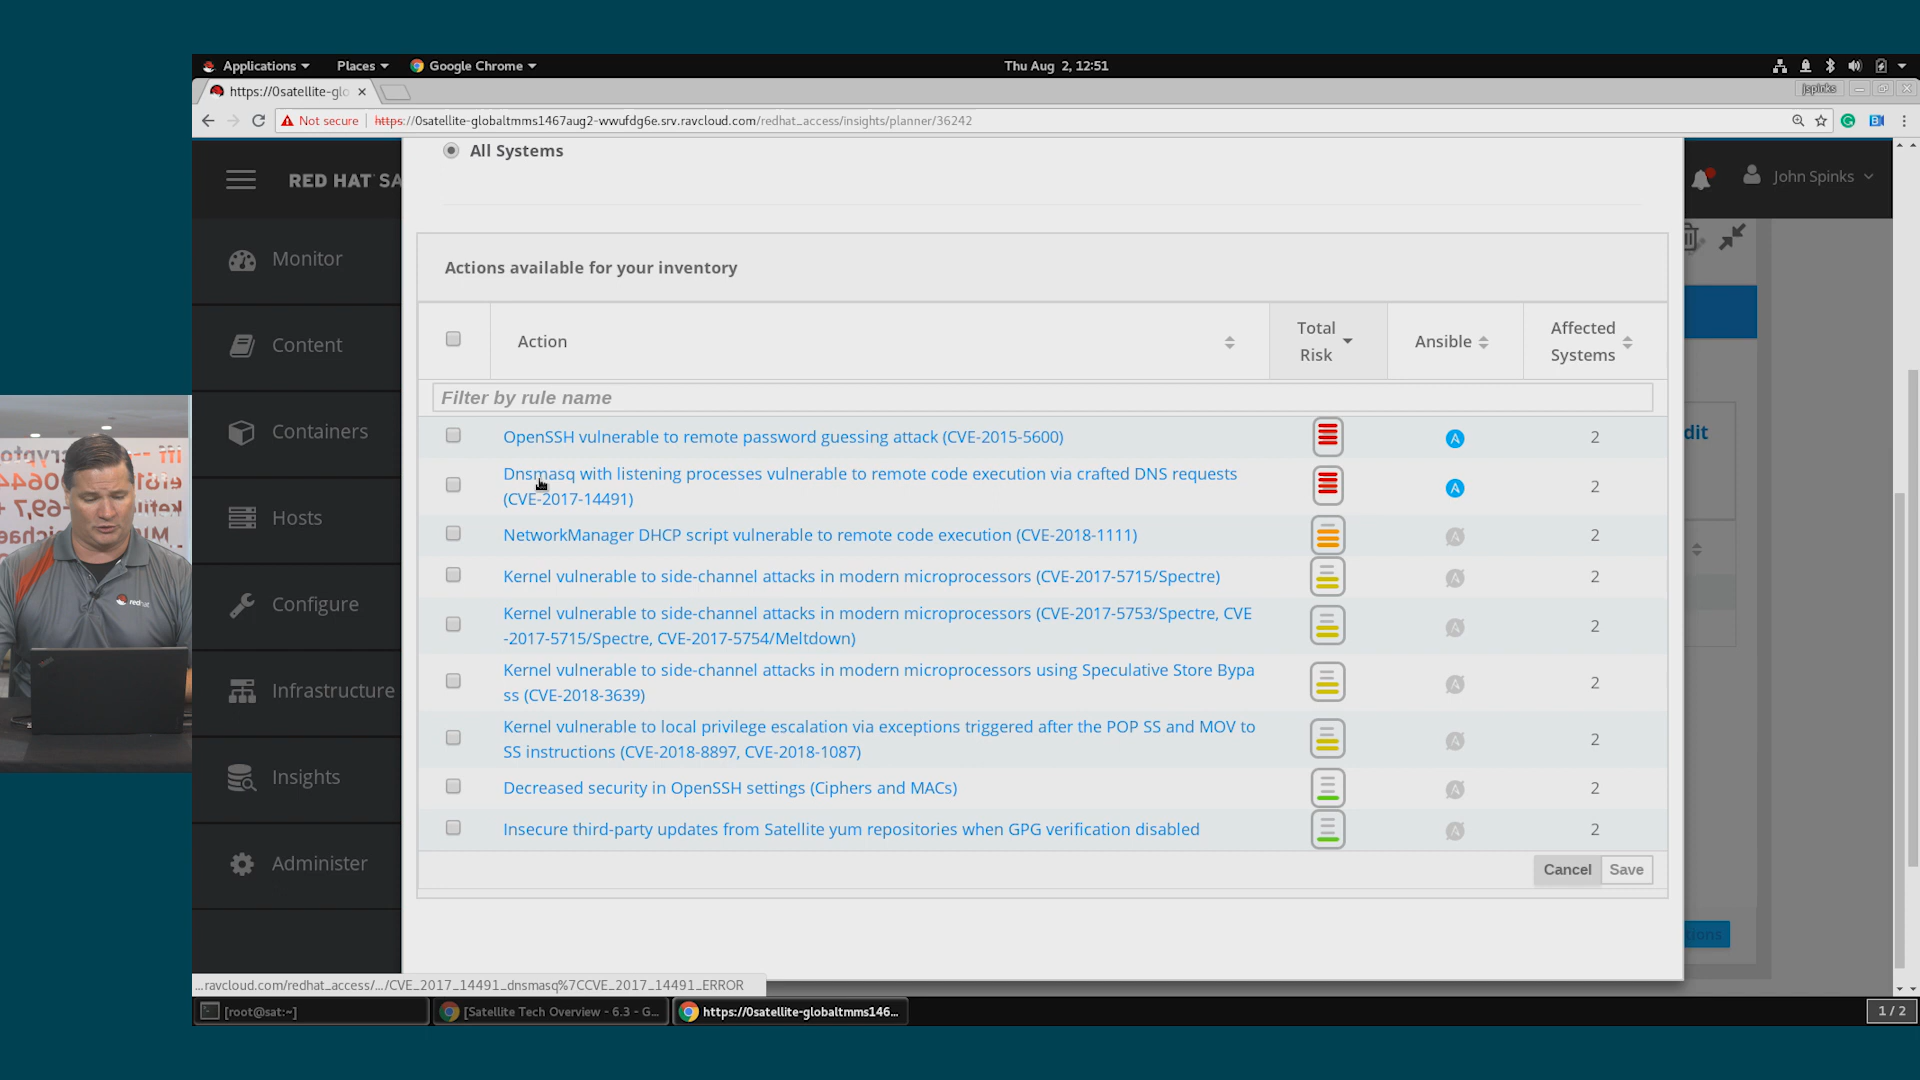 Applications
Places
Google Chrome
Thu Aug 2, 12:51
https://0satellite-glo
jspinks
Not secure
https://0satellite-globaltmms1467aug2-wwufdg6e.srv.ravcloud.com/redhat_access/insights/planner/36242
All Systems
RED HAT SA
John Spinks
Monitor
Content
Containers
Hosts
Configure
Infrastructure
Insights
Administer
Actions available for your inventory
Action
Total
Risk
Ansible
Affected
Systems
Filter by rule name
OpenSSH vulnerable to remote password guessing attack (CVE-2015-5600)
A
2
Dnsmasq with listening processes vulnerable to remote code execution via crafted DNS requests
(CVE-2017-14491)
A
2
NetworkManager DHCP script vulnerable to remote code execution (CVE-2018-1111)
2
Kernel vulnerable to side-channel attacks in modern microprocessors (CVE-2017-5715/Spectre)
2
Kernel vulnerable to side-channel attacks in modern microprocessors (CVE-2017-5753/Spectre, CVE
-2017-5715/Spectre, CVE-2017-5754/Meltdown)
2
Kernel vulnerable to side-channel attacks in modern microprocessors using Speculative Store Bypa
ss (CVE-2018-3639)
2
Kernel vulnerable to local privilege escalation via exceptions triggered after the POP SS and MOV to
SS instructions (CVE-2018-8897, CVE-2018-1087)
2
Decreased security in OpenSSH settings (Ciphers and MACs)
2
Insecure third-party updates from Satellite yum repositories when GPG verification disabled
2
Cancel
Save
dit
tions
redhat
...ravcloud.com/redhat_access/.../CVE_2017_14491_dnsmasq%7CCVE_2017_14491_ERROR
[root@sat:~]
[Satellite Tech Overview - 6.3 - G...
https://0satellite-globaltmms146...
1 / 2